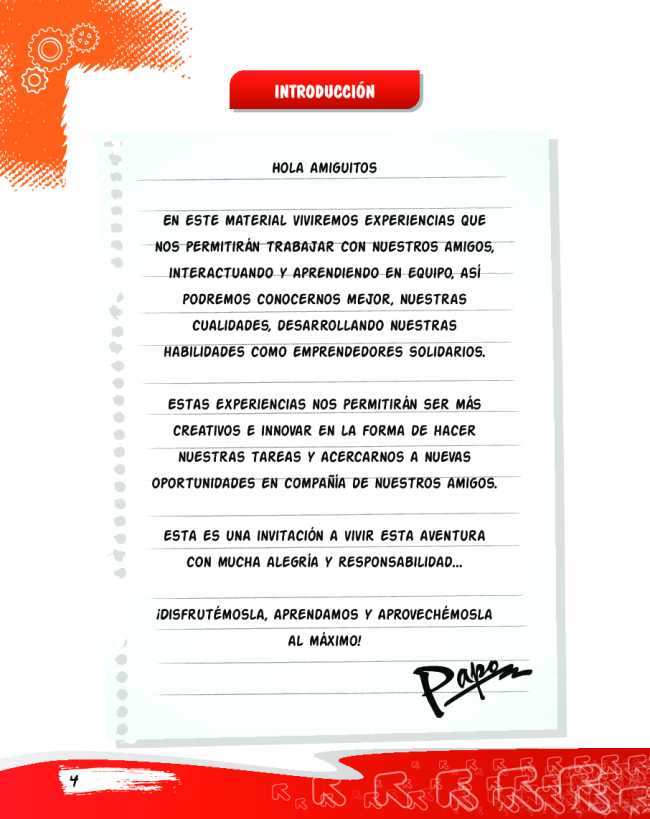 INTRODUCCIÓN
HOLA AMIGUITOS
EN ESTE MATERIAL VIVIREMOS EXPERIENCIAS QUE
NOS PERMITIRÁN TRABAJAR CON NUESTROS AMIGOS,
INTERACTUANDO Y APRENDIENDO EN EQUIPO, ASÍ
PODREMOS CONOCERNOS MEJOR, NUESTRAS
CUALIDADES, DESARROLLANDO NUESTRAS
HABILIDADES COMO EMPRENDEDORES SOLIDARIOS.
ESTAS EXPERIENCIAS NOS PERMITIRÁN SER MÁS
CREATIVOS E INNOVAR EN LA FORMA DE HACER
NUESTRAS TAREAS Y ACERCARNOS A NUEVAS
OPORTUNIDADES EN COMPAÑÍA DE NUESTROS AMIGOS.
ESTA ES UNA INVITACIÓN A VIVIR ESTA AVENTURA
CON MUCHA ALEGRÍA Y RESPONSABILIDAD...
¡DISFRUTÉMOSLA, APRENDAMOS Y APROVECHÉMOSLA
AL MÁXIMO!
Papo
4